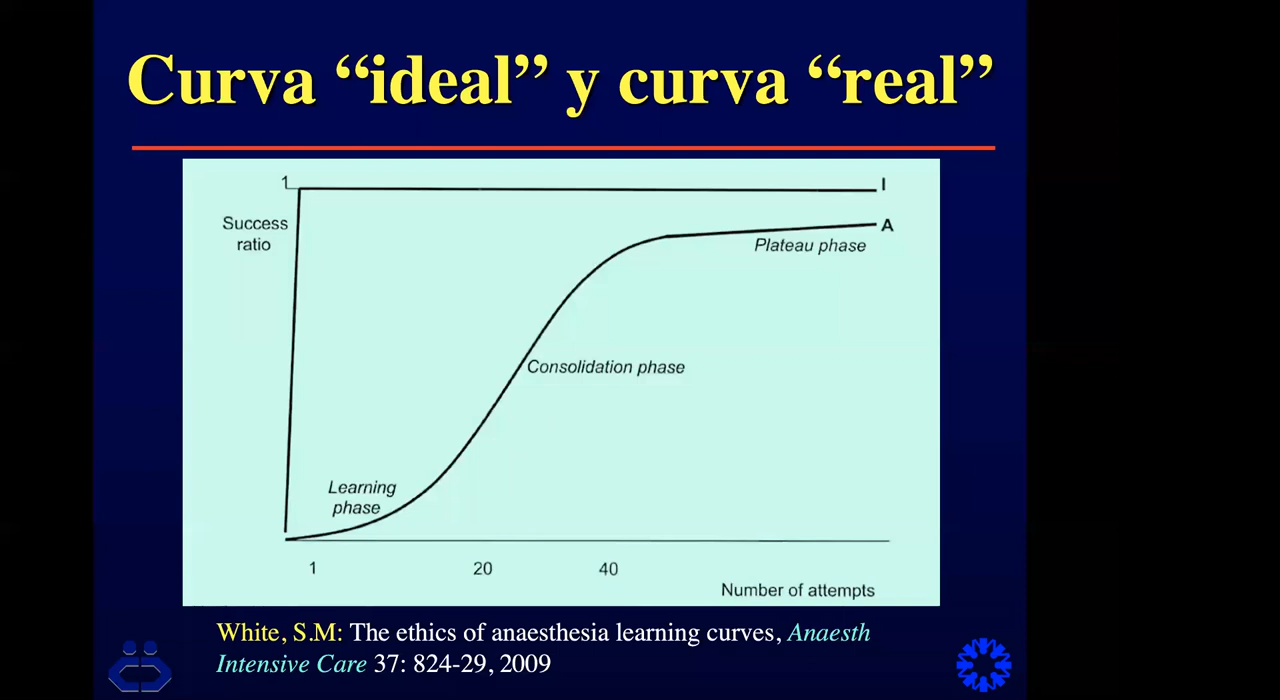 Curva “ideal” y curva “real”
1
I
Success
ratio
A
Plateau phase
Consolidation phase
Learning
phase
1 20 40
Number of attempts
White, S.M: The ethics of anaesthesia learning curves, Anaesth
Intensive Care 37: 824-29, 2009